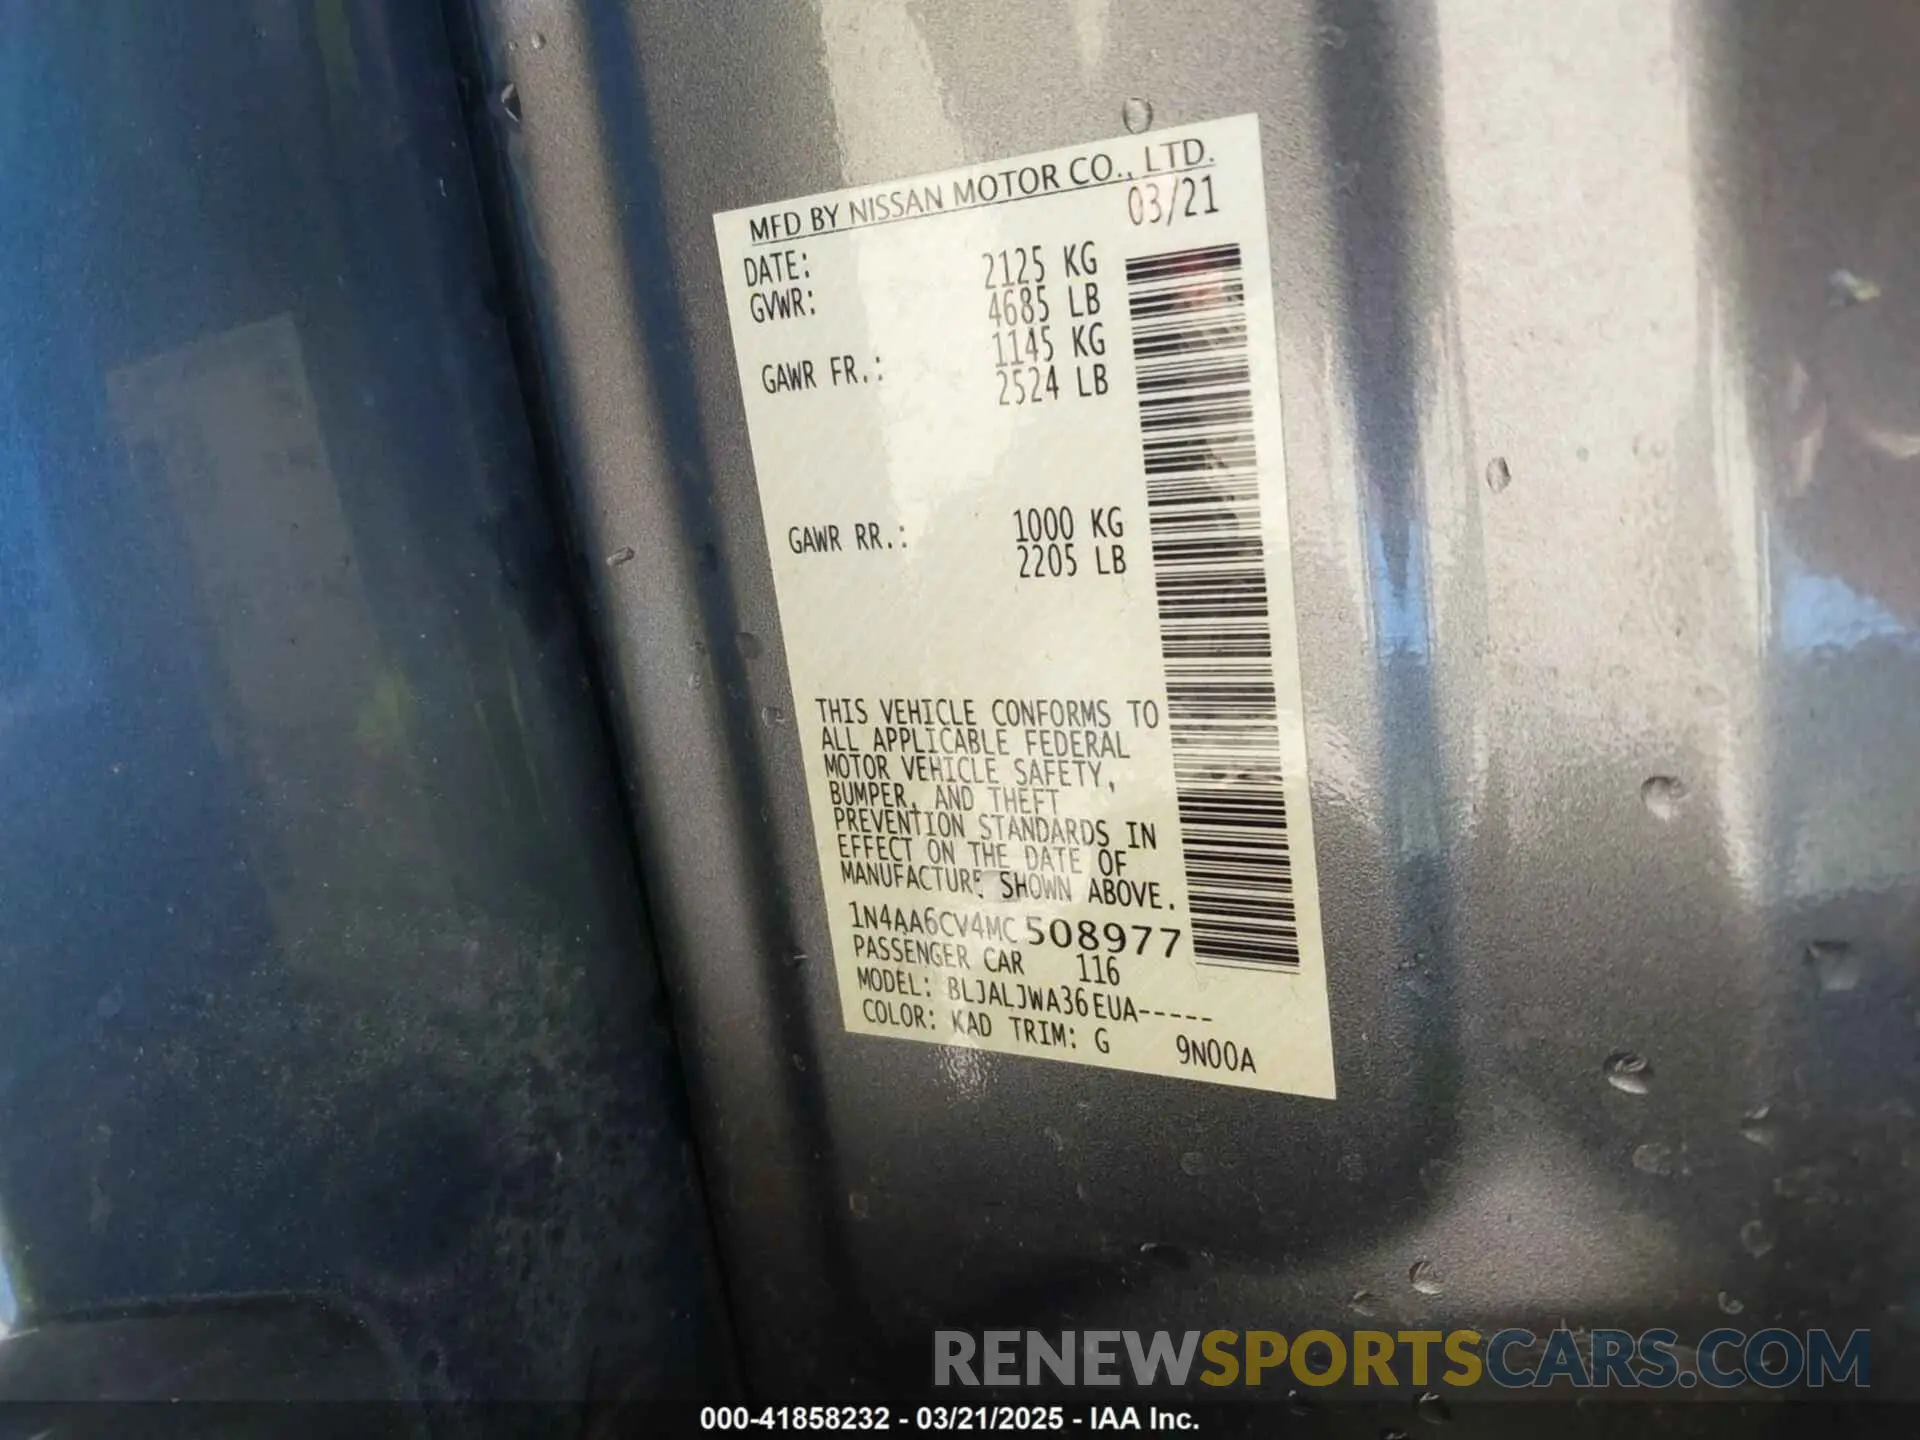 MFD BY NISSAN MOTOR CO., LTD.
DATE: 03/21
GVWR: 2125 KG
4685 LB
GAWR FR.: 1145 KG
2524 LB
GAWR RR.: 1000 KG
2205 LB
THIS VEHICLE CONFORMS TO
ALL APPLICABLE FEDERAL
MOTOR VEHICLE SAFETY,
BUMPER, AND THEFT
PREVENTION STANDARDS IN
EFFECT ON THE DATE OF
MANUFACTURE SHOWN ABOVE.
1N4AA6CV4MC508977
PASSENGER CAR 116
MODEL: BLJALJWA36EUA-----
COLOR: KAD TRIM: G 9N00A
RENEWSPORTSCARS.COM
000-41858232 - 03/21/2025 - IAA Inc.